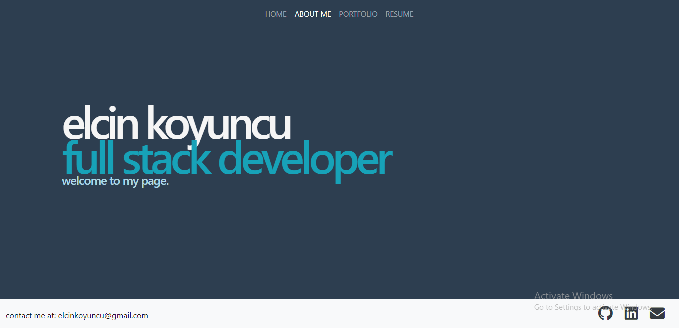 HOME ABOUT ME PORTFOLIO RESUME
elcin koyuncu
full stack developer
welcome to my page.
Activate Windows
Go to Settings to activate Windows.
contact me at: elcinkoyuncu@gmail.com